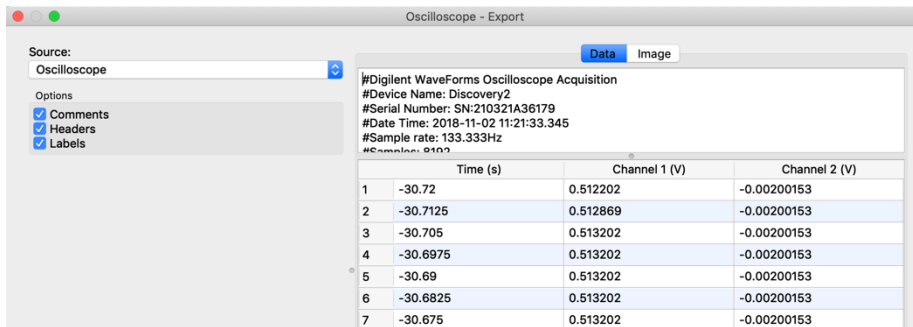 Oscilloscope - Export
Source:
Oscilloscope
Options
Comments
Headers
Labels
Data Image
#Digilent WaveForms Oscilloscope Acquisition
#Device Name: Discovery2
#Serial Number: SN:210321A36179
#Date Time: 2018-11-02 11:21:33.345
#Sample rate: 133.333Hz
#Samples: 8192
Time (s) Channel 1 (V) Channel 2 (V)
1 -30.72 0.512202 -0.00200153
2 -30.7125 0.512869 -0.00200153
3 -30.705 0.513202 -0.00200153
4 -30.6975 0.513202 -0.00200153
5 -30.69 0.513202 -0.00200153
6 -30.6825 0.513202 -0.00200153
7 -30.675 0.513202 -0.00200153